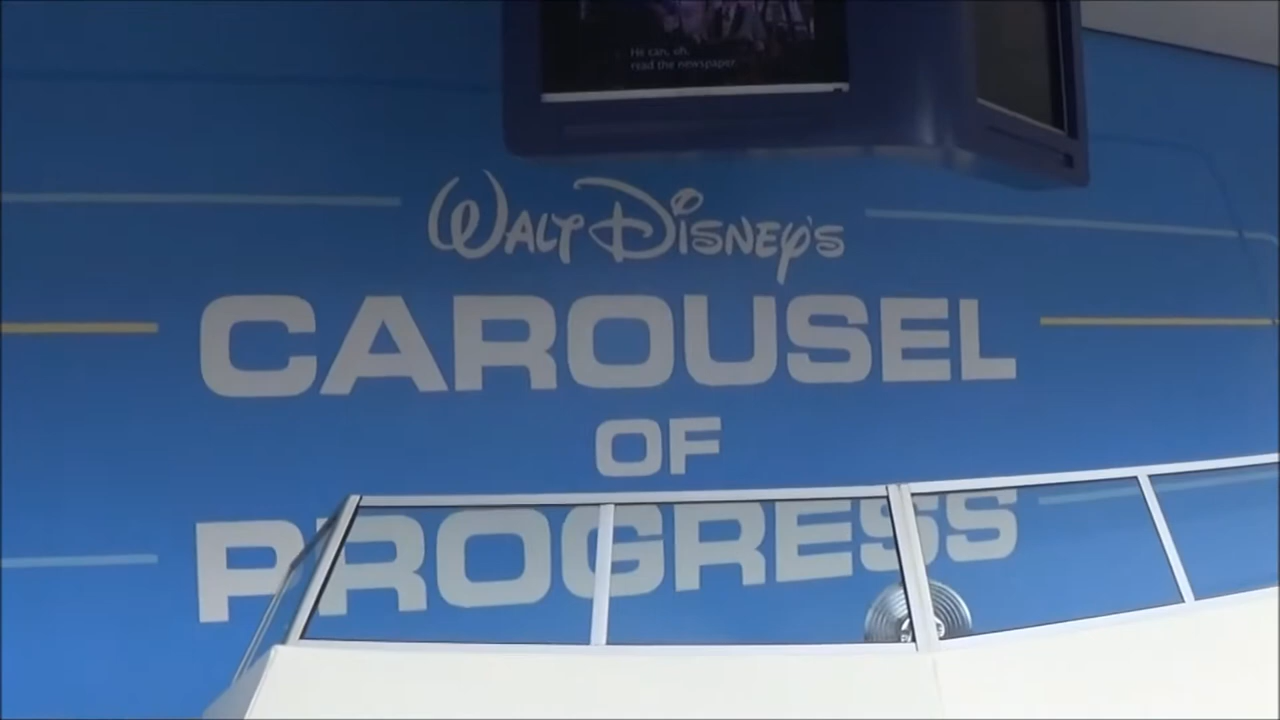 He can, uh,
read the newspaper.
WALT DISNEY'S
CAROUSEL
OF
PROGRESS